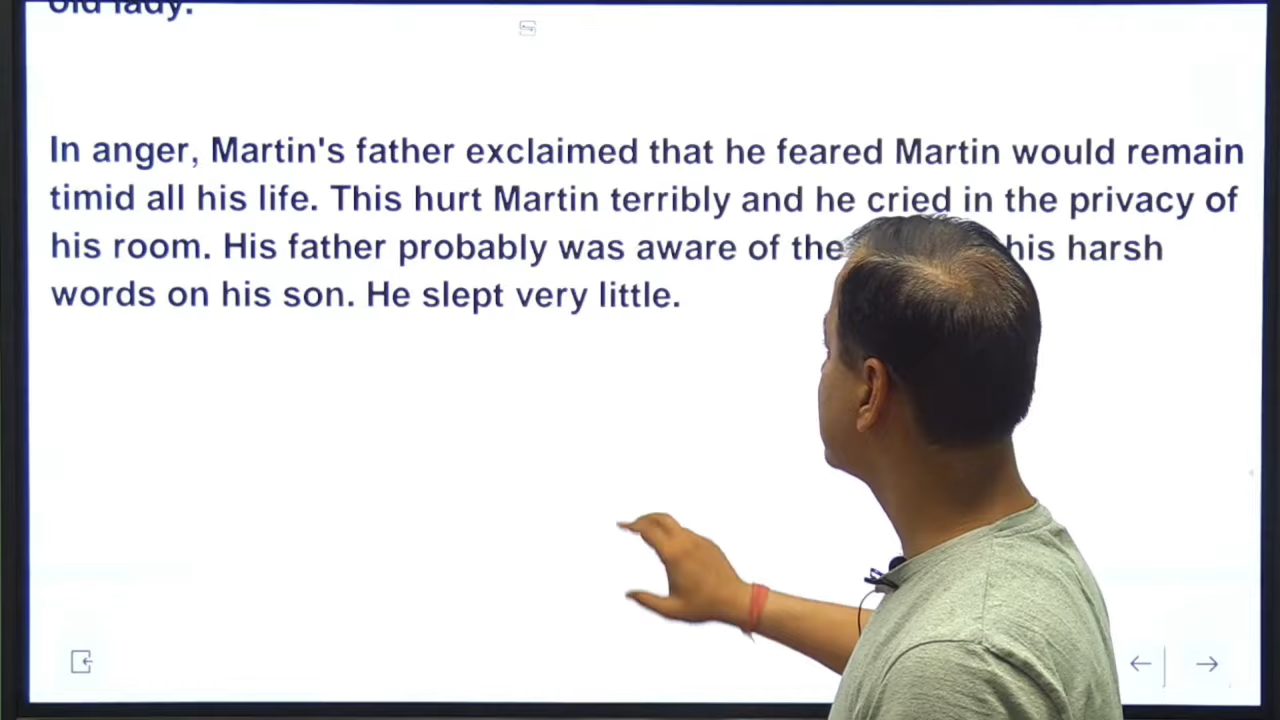 old lady.
In anger, Martin's father exclaimed that he feared Martin would remain
timid all his life. This hurt Martin terribly and he cried in the privacy of
his room. His father probably was aware of the his harsh
words on his son. He slept very little.